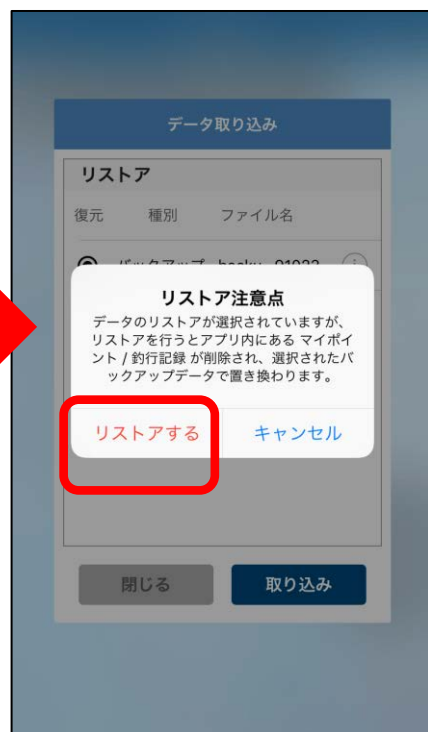 データ取り込み
リストア
復元 種別 ファイル名
リストア注意点
データのリストアが選択されていますが、
リストアを行うとアプリ内にある マイポイ
ント / 釣行記録 が削除され、選択されたバ
ックアップデータで置き換わります。
リストアする キャンセル
閉じる 取り込み